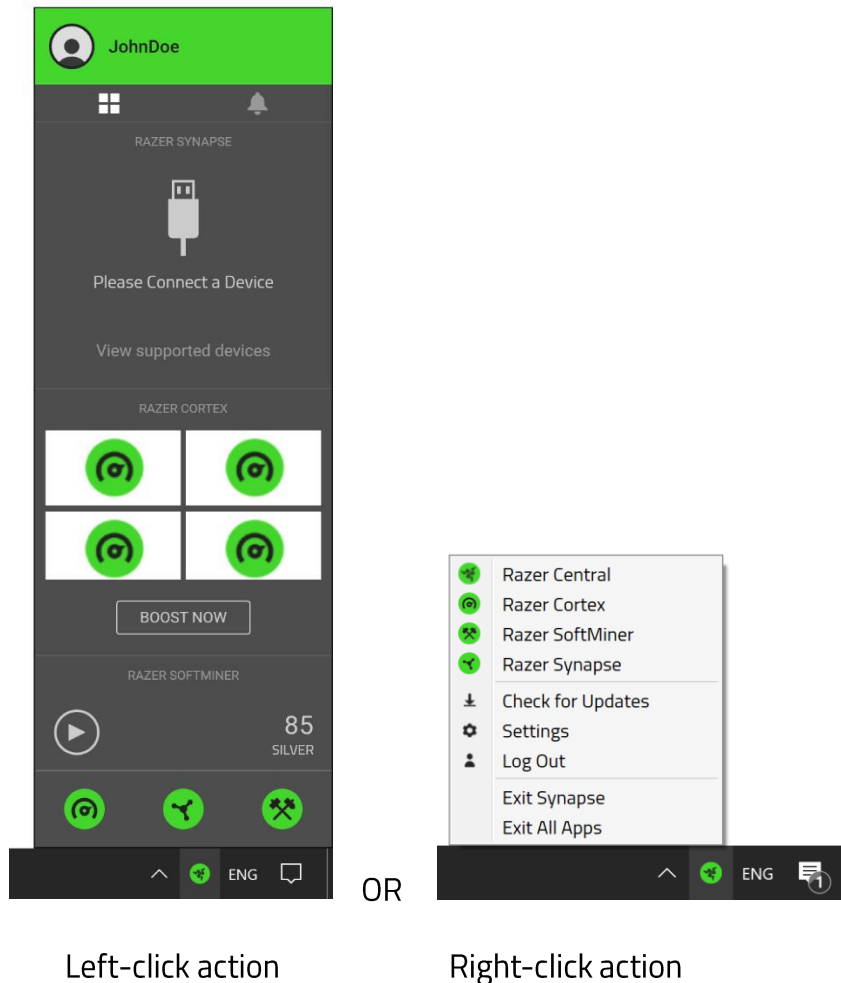 JohnDoe
RAZER SYNAPSE
Please Connect a Device
View supported devices
RAZER CORTEX
BOOST NOW
RAZER SOFTMINER
85
SILVER
ENG
OR
Razer Central
Razer Cortex
Razer SoftMiner
Razer Synapse
Check for Updates
Settings
Log Out
Exit Synapse
Exit All Apps
ENG
1
Left-click action
Right-click action